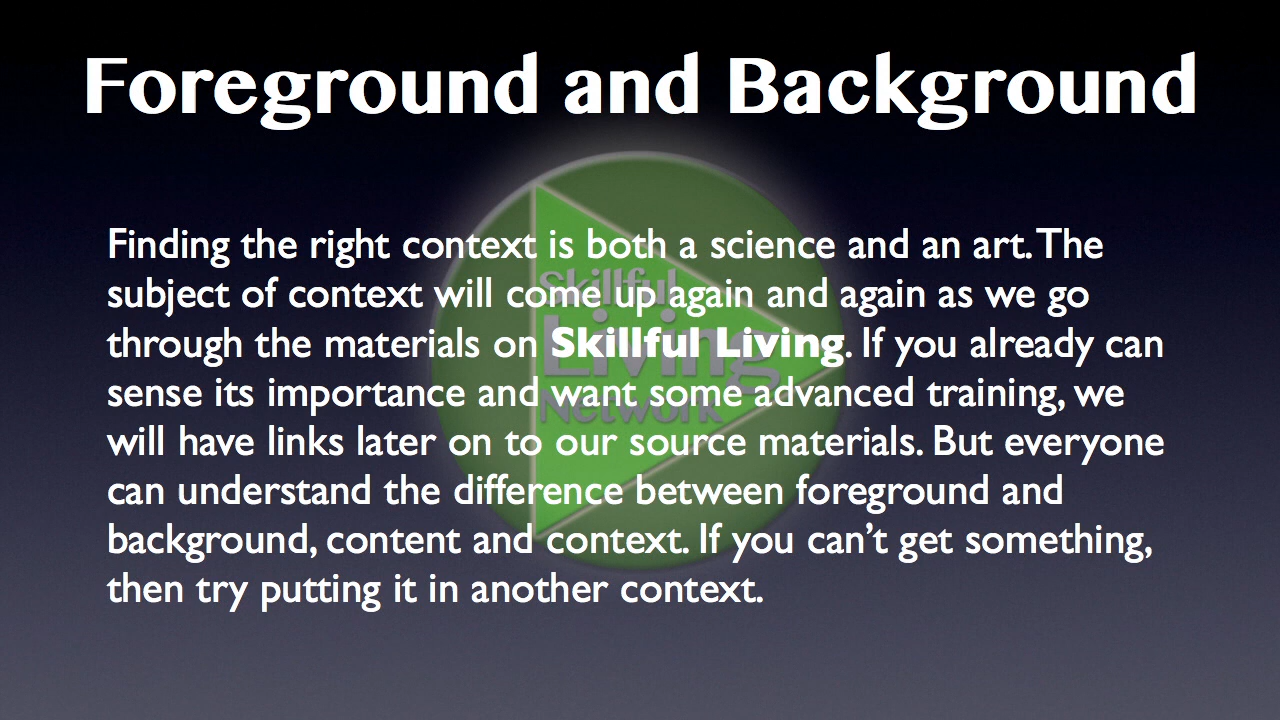 Foreground and Background
Finding the right context is both a science and an art. The
subject of context will come up again and again as we go
through the materials on Skillful Living. If you already can
sense its importance and want some advanced training, we
will have links later on to our source materials. But everyone
can understand the difference between foreground and
background, content and context. If you can’t get something,
then try putting it in another context.
Skillful
Living
Network